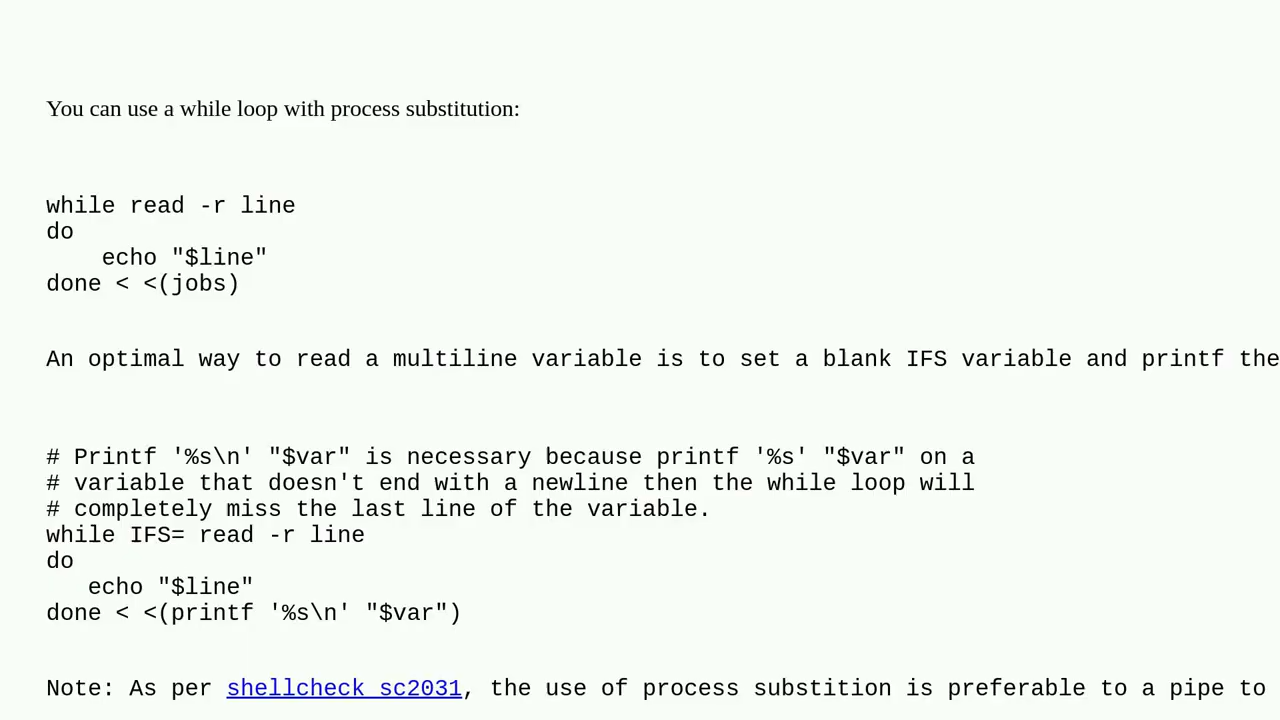 You can use a while loop with process substitution:
while read -r line
do
    echo "$line"
done < <(jobs)
An optimal way to read a multiline variable is to set a blank IFS variable and printf the
# Printf '%s\n' "$var" is necessary because printf '%s' "$var" on a
# variable that doesn't end with a newline then the while loop will
# completely miss the last line of the variable.
while IFS= read -r line
do
   echo "$line"
done < <(printf '%s\n' "$var")
Note: As per shellcheck sc2031, the use of process substition is preferable to a pipe to